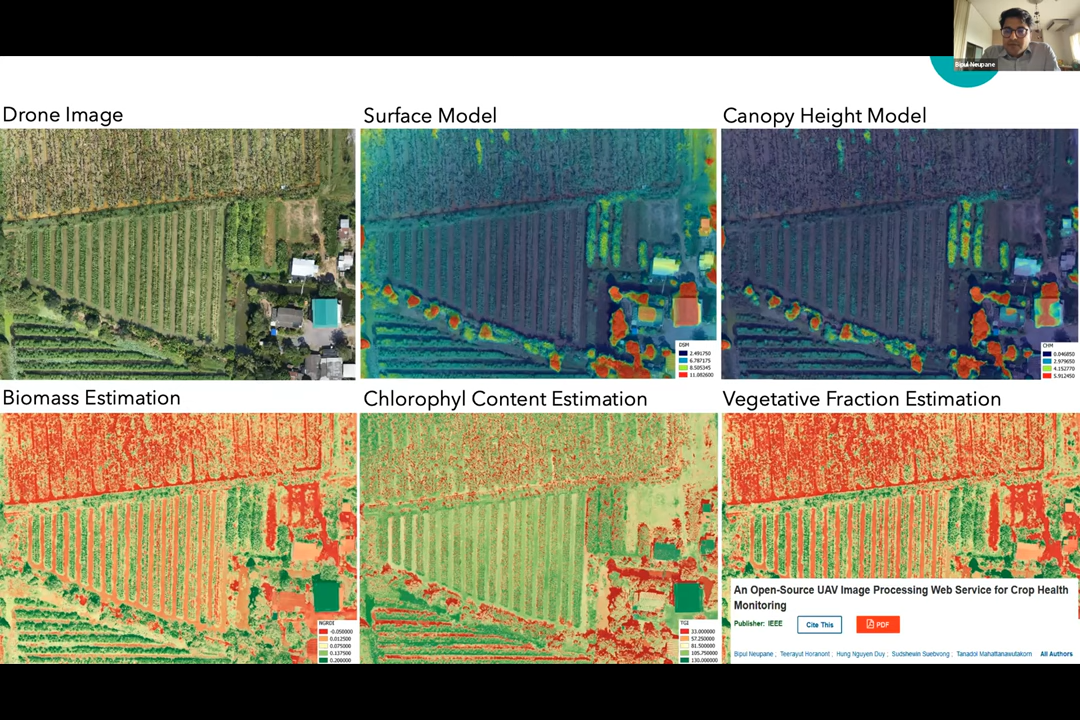 Bipul Neupane
Drone Image
Surface Model
Canopy Height Model
DSM
2.491750
6.787175
8.505345
11.082600
CHM
0.046850
2.979650
4.152770
5.912450
Biomass Estimation
Chlorophyl Content Estimation
Vegetative Fraction Estimation
NGRDI
-0.050000
0.012500
0.075000
0.137500
0.200000
TGI
33.000000
57.250000
81.500000
105.750000
130.000000
An Open-Source UAV Image Processing Web Service for Crop Health
Monitoring
Publisher: IEEE
Cite This
PDF
Bipul Neupane ; Teerayut Horanont ; Hung Nguyen Duy ; Sudshewin Suebvong ; Tanadol Mahattanawutakorn
All Authors